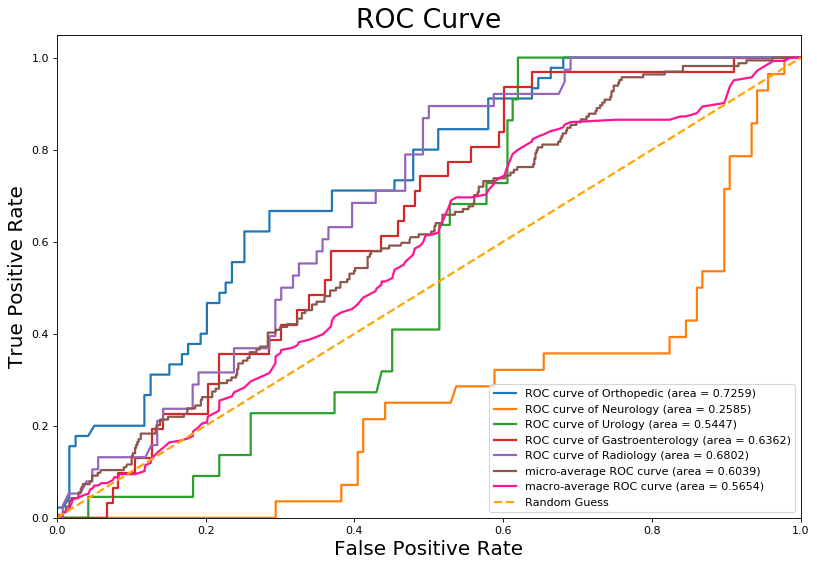 ROC Curve
True Positive Rate
1.0
0.8
0.6
0.4
0.2
0.0
0.0 0.2 0.4 0.6 0.8 1.0
False Positive Rate
ROC curve of Orthopedic (area = 0.7259)
ROC curve of Neurology (area = 0.2585)
ROC curve of Urology (area = 0.5447)
ROC curve of Gastroenterology (area = 0.6362)
ROC curve of Radiology (area = 0.6802)
micro-average ROC curve (area = 0.6039)
macro-average ROC curve (area = 0.5654)
Random Guess